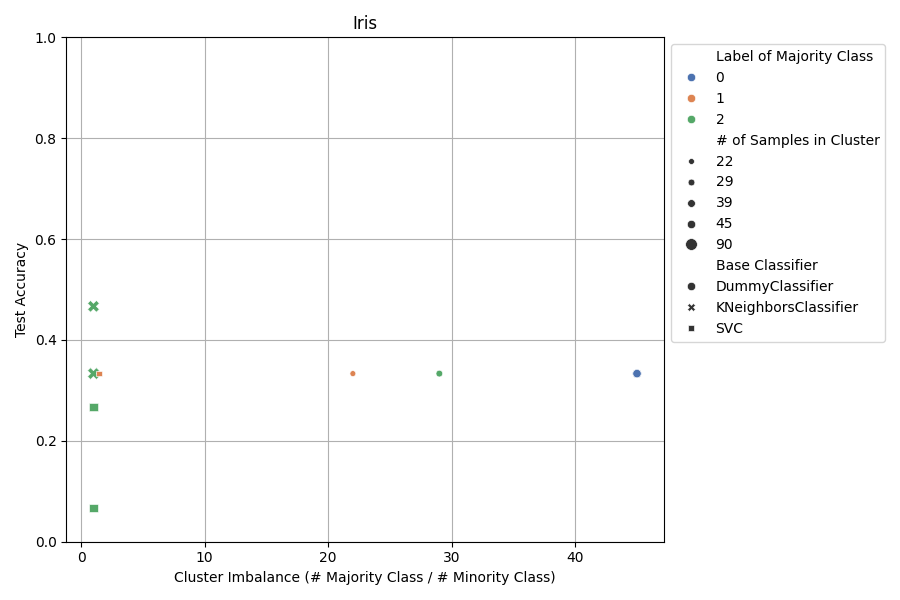 Iris
1.0
0.8
0.6
0.4
0.2
0.0
Test Accuracy
0 10 20 30 40
Cluster Imbalance (# Majority Class / # Minority Class)
Label of Majority Class
0
1
2
# of Samples in Cluster
22
29
39
45
90
Base Classifier
DummyClassifier
KNeighborsClassifier
SVC